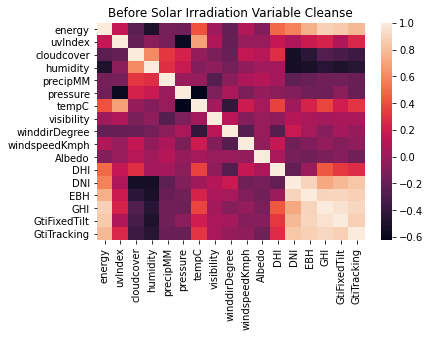 Before Solar Irradiation Variable Cleanse
energy
uvIndex
cloudcover
humidity
precipMM
pressure
tempC
visibility
winddirDegree
windspeedKmph
Albedo
DHI
DNI
EBH
GHI
GtiFixedTilt
GtiTracking
energy
uvIndex
cloudcover
humidity
precipMM
pressure
tempC
visibility
winddirDegree
windspeedKmph
Albedo
DHI
DNI
EBH
GHI
GtiFixedTilt
GtiTracking
1.0
0.8
0.6
0.4
0.2
0.0
−0.2
−0.4
−0.6